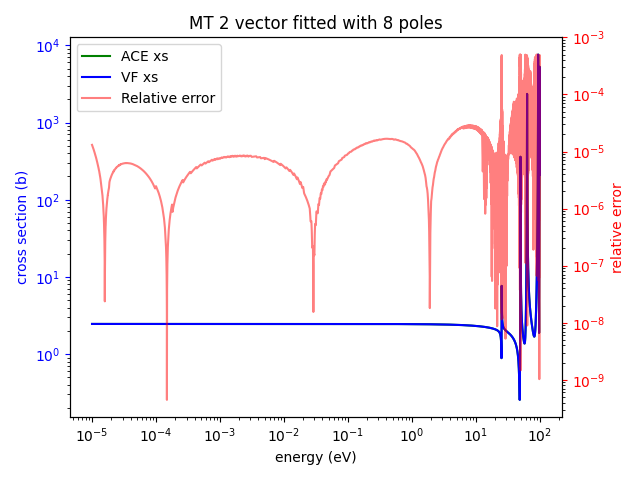 MT 2 vector fitted with 8 poles
ACE xs
VF xs
Relative error
cross section (b)
10^4
10^3
10^2
10^1
10^0
10^-3
10^-4
10^-5
10^-6
10^-7
10^-8
10^-9
relative error
10^-5 10^-4 10^-3 10^-2 10^-1 10^0 10^1 10^2
energy (eV)